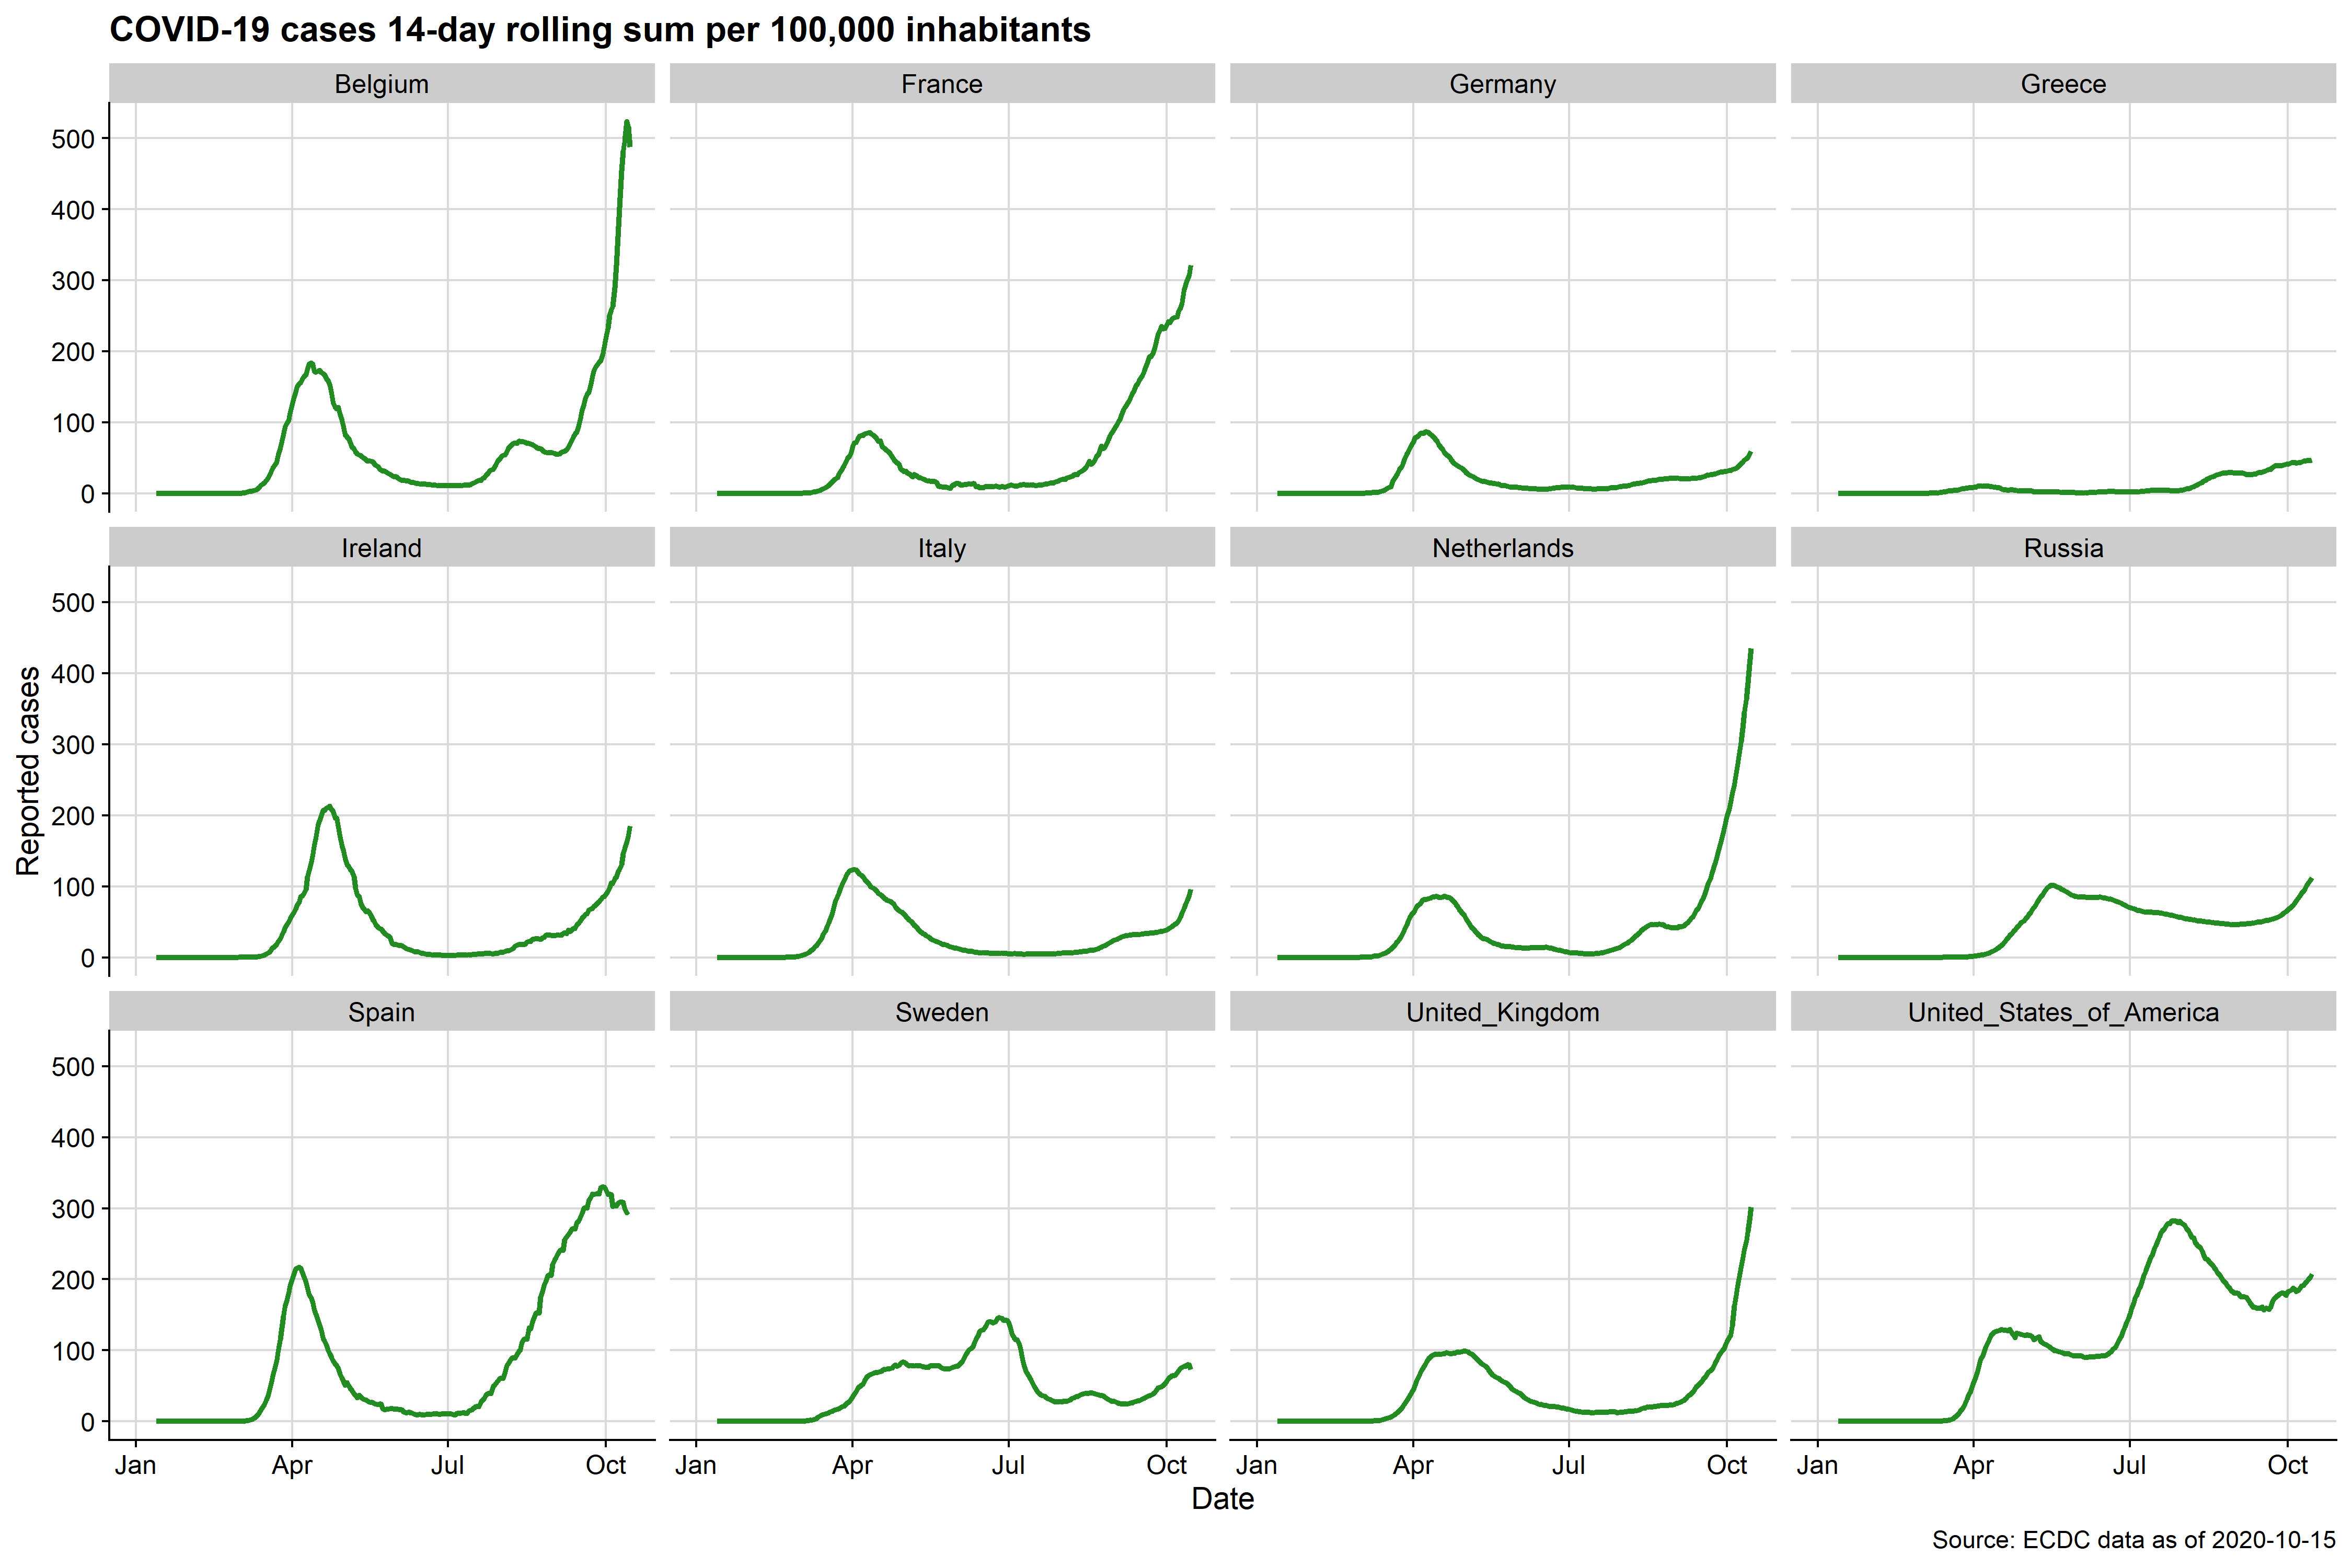 COVID-19 cases 14-day rolling sum per 100,000 inhabitants
Belgium France Germany Greece
500
400
300
200
100
0
Ireland Italy Netherlands Russia
500
400
300
200
100
0
Reported cases
Spain Sweden United_Kingdom United_States_of_America
500
400
300
200
100
0
Jan Apr Jul Oct Jan Apr Jul Oct Jan Apr Jul Oct Jan Apr Jul Oct
Date
Source: ECDC data as of 2020-10-15